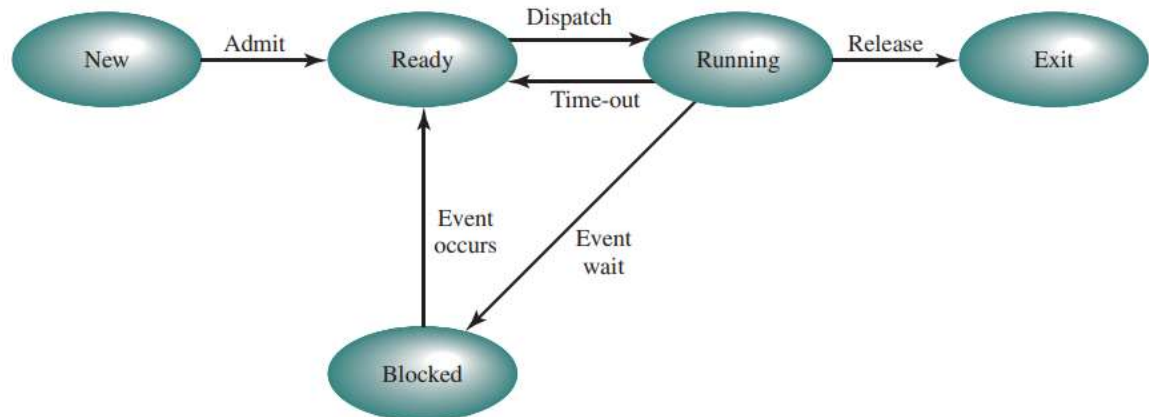 Dispatch
New
Admit
Ready
Running
Release
Exit
Time-out
Event
occurs
Event
wait
Blocked